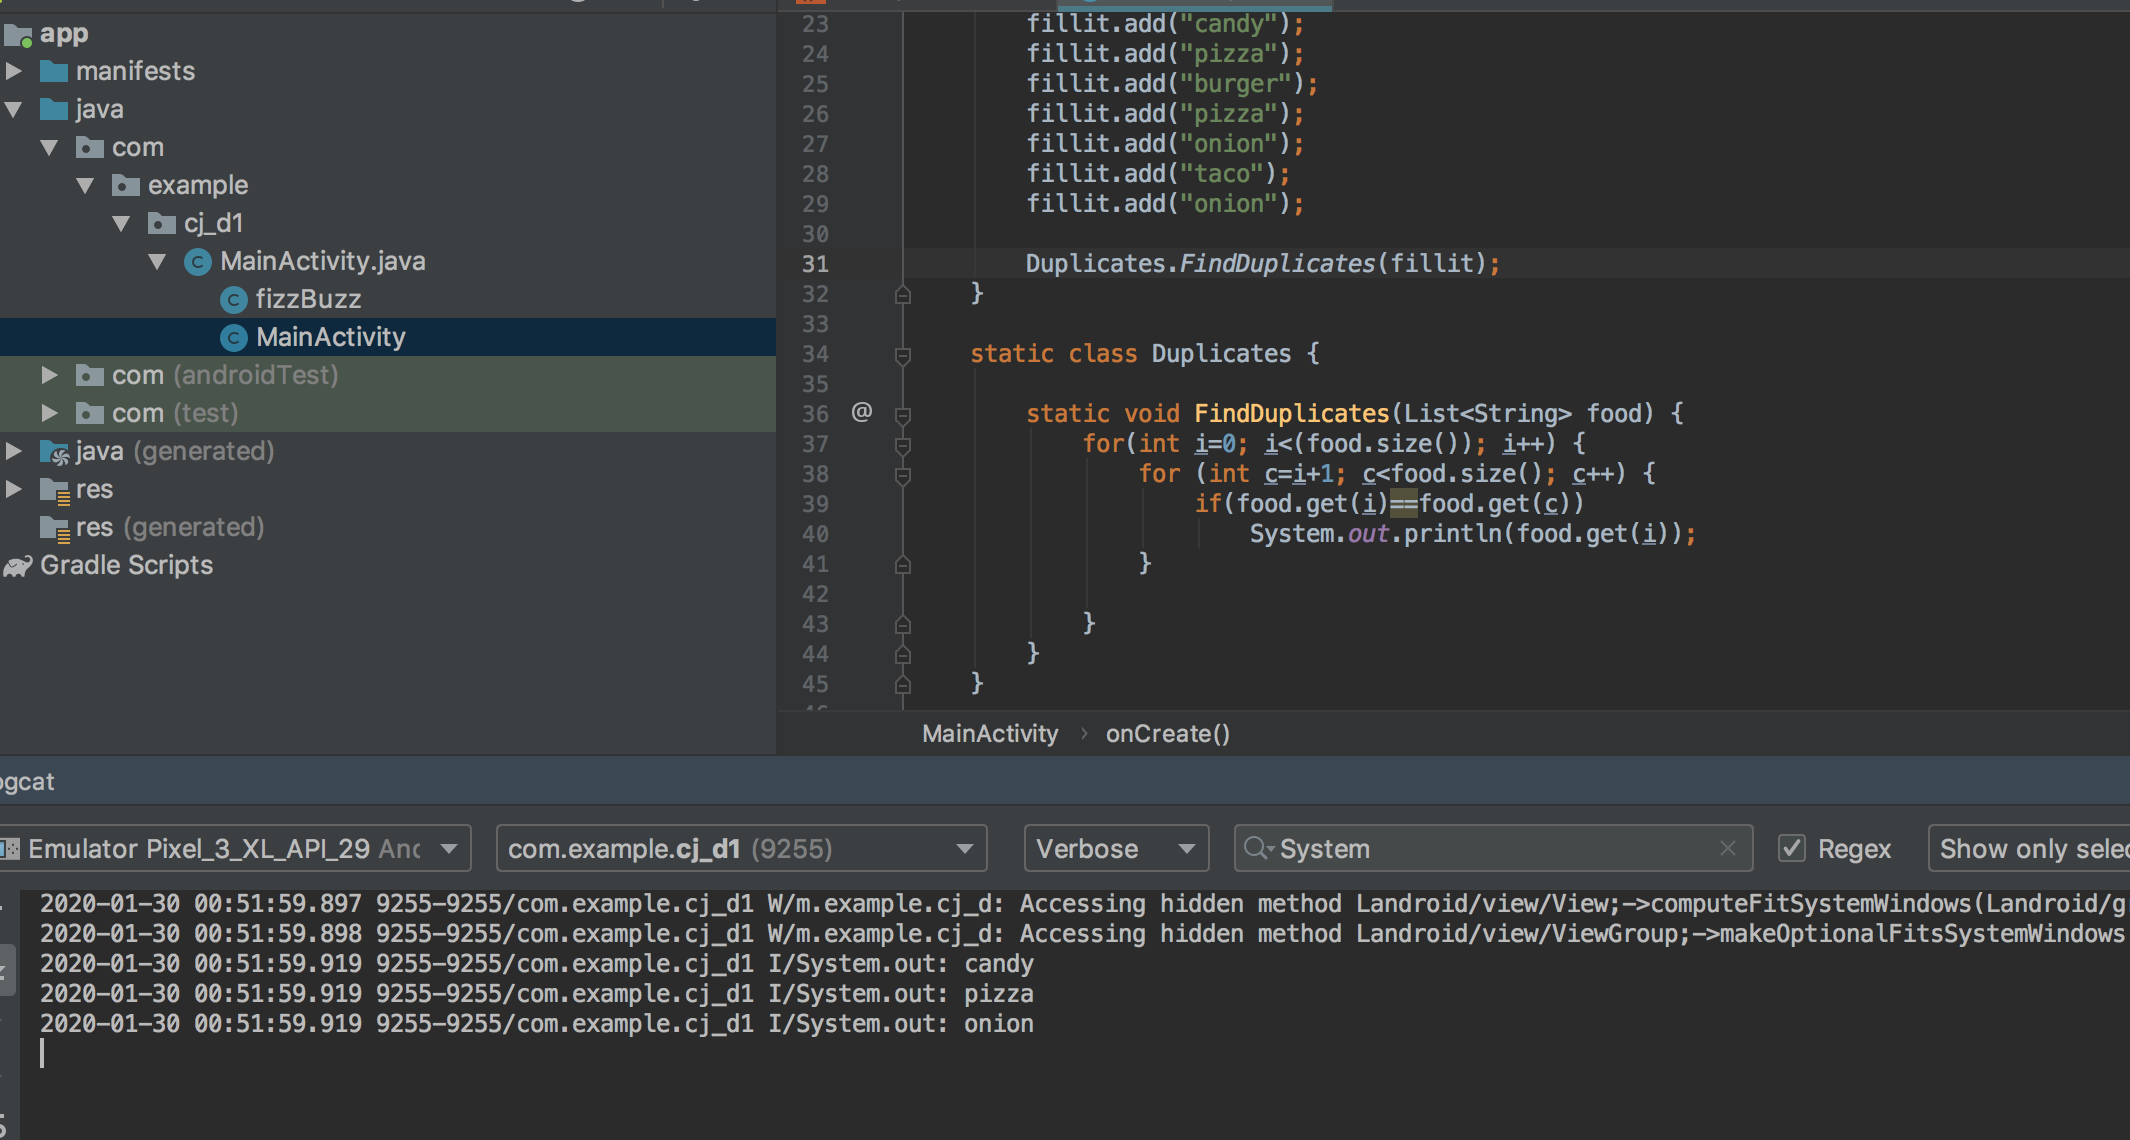 app
manifests
java
com
example
cj_d1
MainActivity.java
fizzBuzz
MainActivity
com (androidTest)
com (test)
java (generated)
res
res (generated)
Gradle Scripts
23 fillit.add("candy");
24 fillit.add("pizza");
25 fillit.add("burger");
26 fillit.add("pizza");
27 fillit.add("onion");
28 fillit.add("taco");
29 fillit.add("onion");
30
31 Duplicates.FindDuplicates(fillit);
32 }
33
34 static class Duplicates {
35
36 @ static void FindDuplicates(List<String> food) {
37 for(int i=0; i<(food.size()); i++) {
38 for (int c=i+1; c<food.size(); c++) {
39 if(food.get(i)==food.get(c))
40 System.out.println(food.get(i));
41 }
42
43 }
44 }
45 }
MainActivity › onCreate()
ogcat
Emulator Pixel_3_XL_API_29 And com.example.cj_d1 (9255) Verbose System Regex Show only selec
2020-01-30 00:51:59.897 9255-9255/com.example.cj_d1 W/m.example.cj_d: Accessing hidden method Landroid/view/View;->computeFitSystemWindows(Landroid/g
2020-01-30 00:51:59.898 9255-9255/com.example.cj_d1 W/m.example.cj_d: Accessing hidden method Landroid/view/ViewGroup;->makeOptionalFitsSystemWindows
2020-01-30 00:51:59.919 9255-9255/com.example.cj_d1 I/System.out: candy
2020-01-30 00:51:59.919 9255-9255/com.example.cj_d1 I/System.out: pizza
2020-01-30 00:51:59.919 9255-9255/com.example.cj_d1 I/System.out: onion